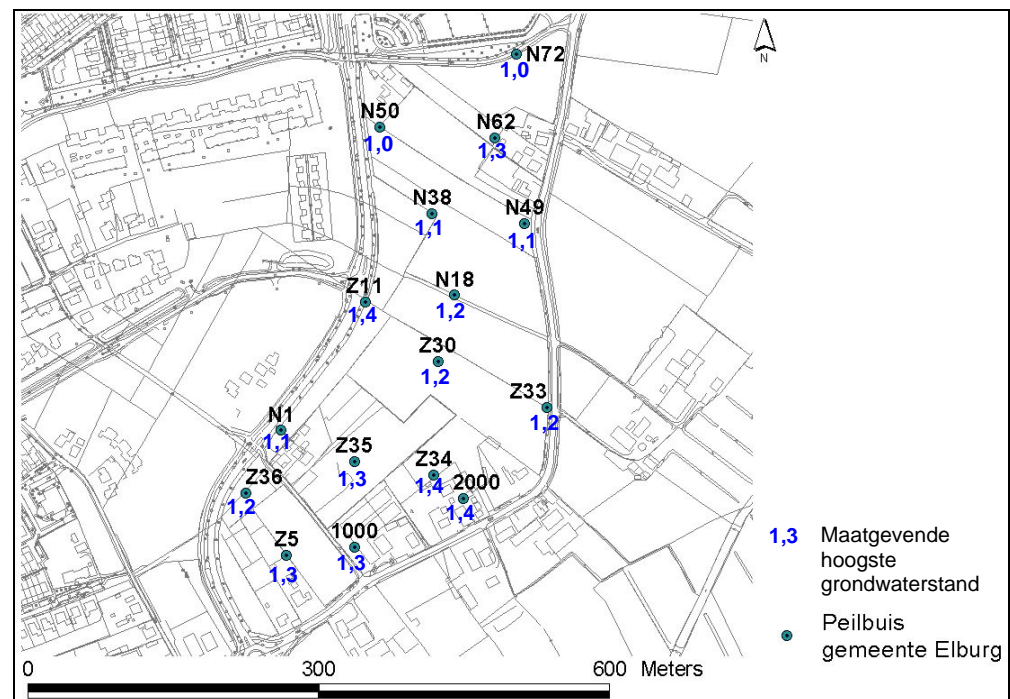 N
N72
1,0
N50
1,0
N62
1,3
N38
1,1
N49
1,1
Z11
1,4
N18
1,2
Z30
1,2
Z33
1,2
N1
1,1
Z35
1,3
Z34
1,4
Z36
1,2
2000
1,4
1000
1,3
Z5
1,3
1,3 Maatgevende
hoogste
grondwaterstand
Peilbuis
gemeente Elburg
0 300 600 Meters